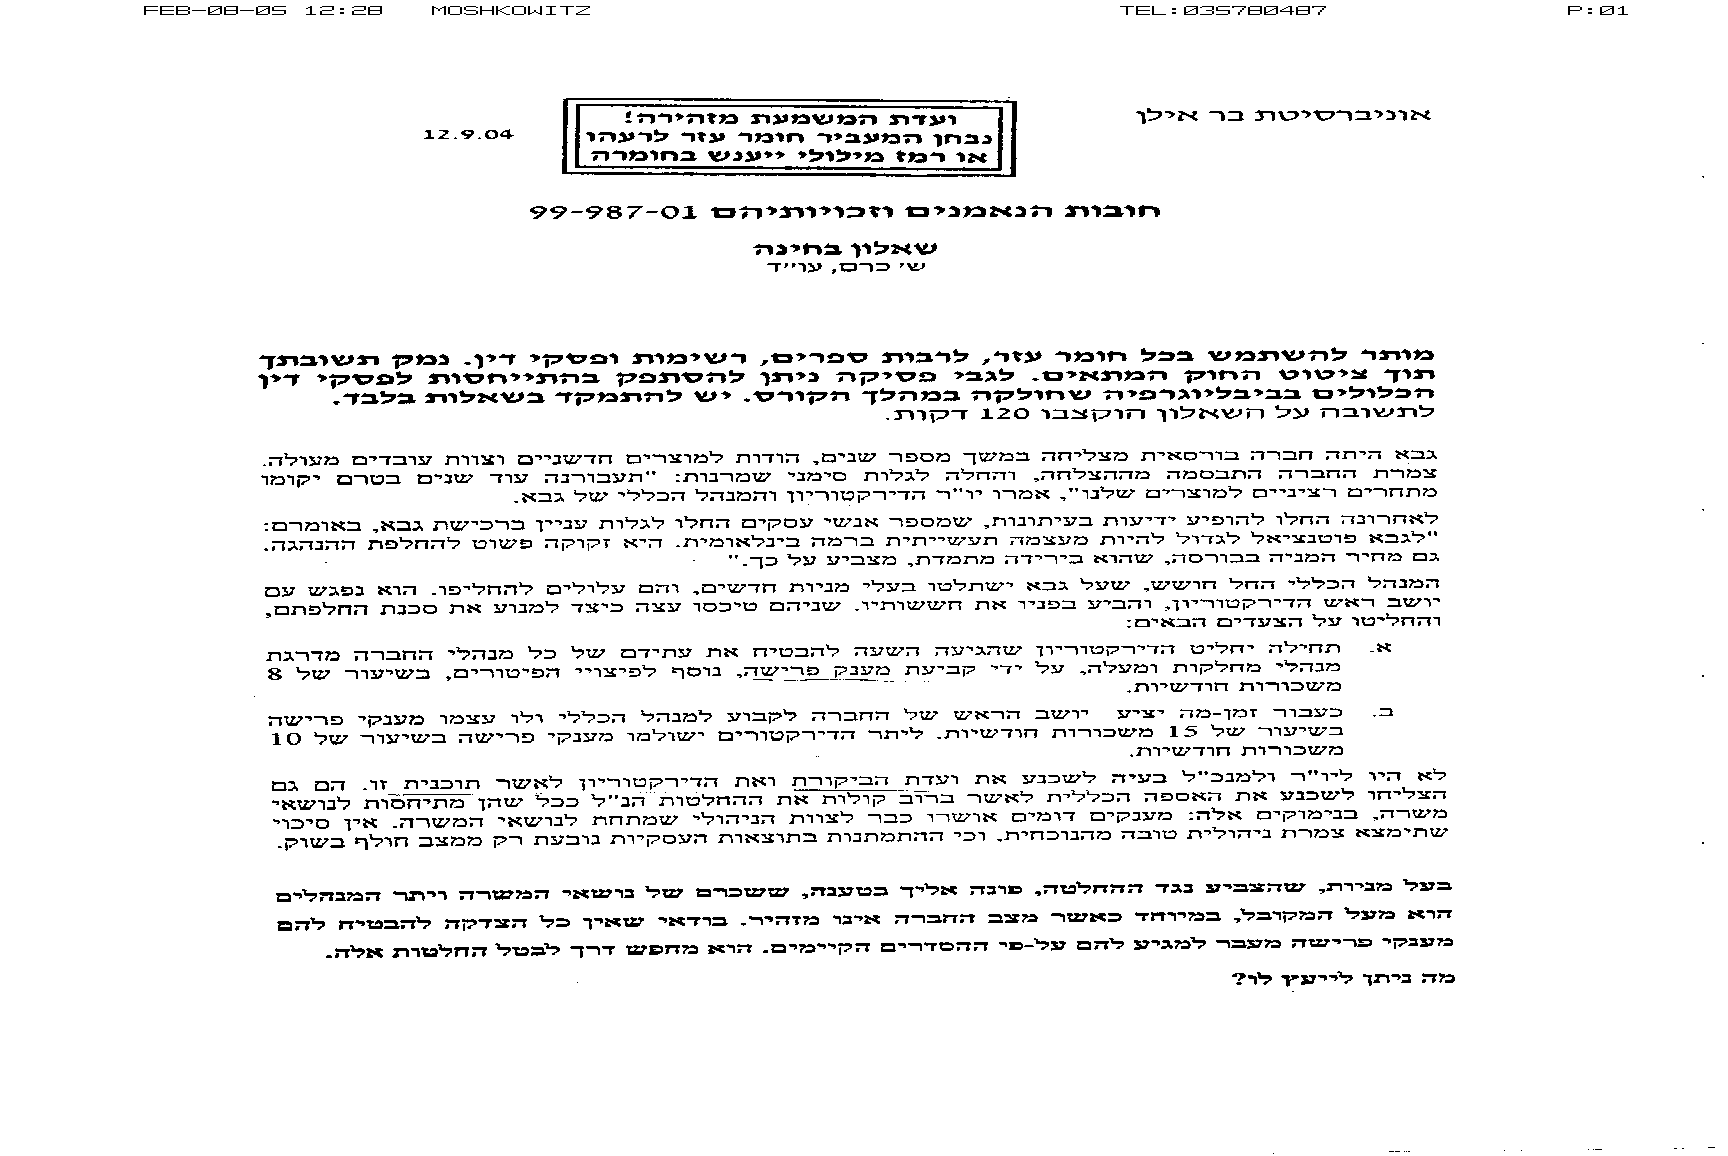 FEB-08-05 12:28 MOSHKOWITZ TEL:035780487 P:01
אוניברסיטת בר אילן
ועדת המשמעת מזהירה!
נבחן המעביר חומר עזר לרעהו
או רמז מילולי ייענש בחומרה
12.9.04
חובות הנאמנים וזכויותיהם 99-987-01
שאלון בחינה
ש' כרם, עו"ד
מותר להשתמש בכל חומר עזר, לרבות ספרים, רשימות ופסקי דין. נמק תשובתך
תוך ציטוט החוק המתאים. לגבי פסיקה ניתן להסתפק בהתייחסות לפסקי דין
הכלולים בביבליוגרפיה שחולקה במהלך הקורס. יש להתמקד בשאלות בלבד.
לתשובה על השאלון הוקצבו 120 דקות.
גבא היתה חברה בורסאית מצליחה במשך מספר שנים, הודות למוצרים חדשניים וצוות עובדים מעולה.
צמרת החברה התבסמה מההצלחה, והחלה לגלות סימני שמרנות: "תעבורנה עוד שנים בטרם יקומו
מתחרים רציניים למוצרים שלנו", אמרו יו"ר הדירקטוריון והמנהל הכללי של גבא.
לאחרונה החלו להופיע ידיעות בעיתונות, שמספר אנשי עסקים החלו לגלות עניין ברכישת גבא, באומרם:
"לגבא פוטנציאל לגדול להיות מעצמה תעשייתית ברמה בינלאומית. היא זקוקה פשוט להחלפת ההנהגה.
גם מחיר המניה בבורסה, שהוא בירידה מתמדת, מצביע על כך."
המנהל הכללי החל חושש, שעל גבא ישתלטו בעלי מניות חדשים, והם עלולים להחליפו. הוא נפגש עם
יושב ראש הדירקטוריון, והביע בפניו את חששותיו. שניהם טיכסו עצה כיצד למנוע את סכנת החלפתם,
והחליטו על הצעדים הבאים:
א. תחילה יחליט הדירקטוריון שהגיעה השעה להבטיח את עתידם של כל מנהלי החברה מדרגת
מנהלי מחלקות ומעלה, על ידי קביעת מענק פרישה, נוסף לפיצויי הפיטורים, בשיעור של 8
משכורות חודשיות.
ב. כעבור זמן-מה יציע יושב הראש של החברה לקבוע למנהל הכללי ולו עצמו מענקי פרישה
בשיעור של 15 משכורות חודשיות. ליתר הדירקטורים ישולמו מענקי פרישה בשיעור של 10
משכורות חודשיות.
לא היו ליו"ר ולמנכ"ל בעיה לשכנע את ועדת הביקורת ואת הדירקטוריון לאשר תוכנית זו. הם גם
הצליחו לשכנע את האספה הכללית לאשר ברוב קולות את ההחלטות הנ"ל ככל שהן מתיחסות לנושאי
משרה, בנימוקים אלה: מענקים דומים אושרו כבר לצוות הניהולי שמתחת לנושאי המשרה. אין סיכוי
שתימצא צמרת ניהולית טובה מהנוכחית, וכי ההתמתנות בתוצאות העסקיות נובעת רק ממצב חולף בשוק.
בעל מניות, שהצביע נגד ההחלטה, פונה אליך בטענה, ששכרם של נושאי המשרה ויתר המנהלים
הוא מעל המקובל, במיוחד כאשר מצב החברה אינו מזהיר. בודאי שאין כל הצדקה להבטיח להם
מענקי פרישה מעבר למגיע להם על-פי ההסדרים הקיימים. הוא מחפש דרך לבטל החלטות אלה.
מה ניתן לייעץ לו?